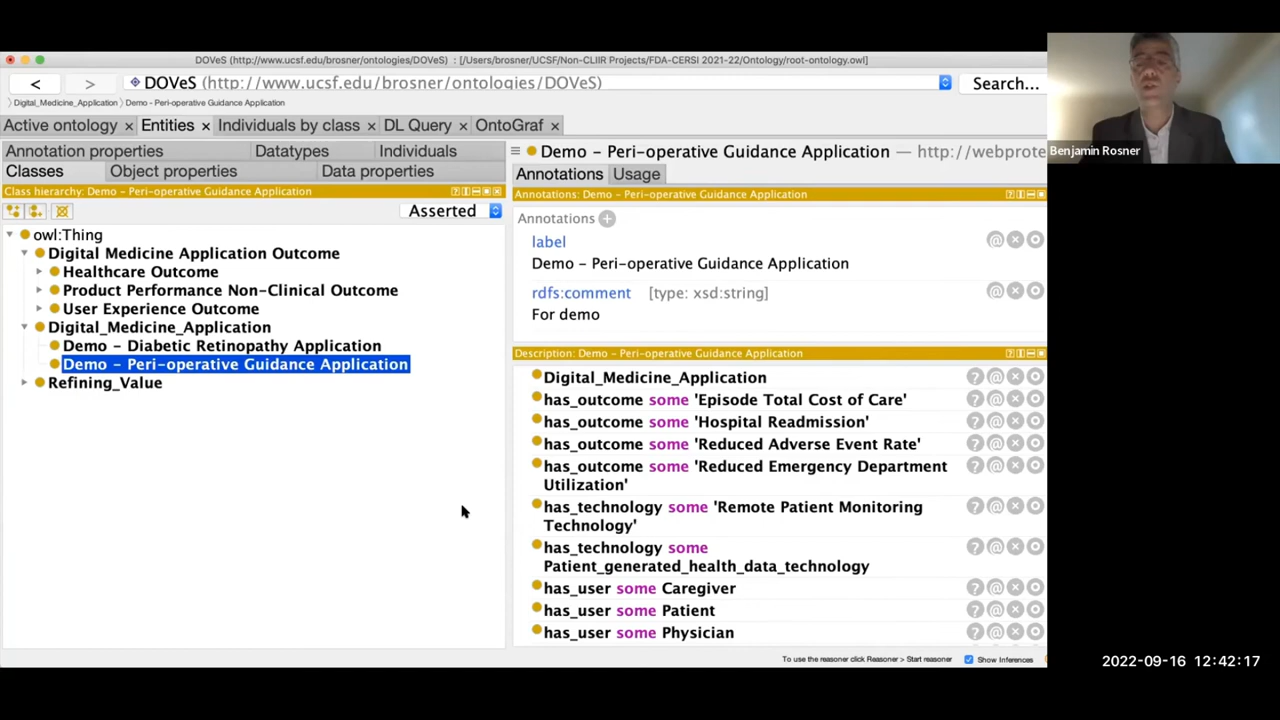 DOVeS (http://www.ucsf.edu/brosner/ontologies/DOVeS) : [/Users/brosner/UCSF/Non-CLIIR Projects/FDA-CERSI 2021-22/Ontology/root-ontology.owl]
< > DOVeS (http://www.ucsf.edu/brosner/ontologies/DOVeS) Search...
Digital_Medicine_Application Demo - Peri-operative Guidance Application
Active ontology × Entities × Individuals by class × DL Query × OntoGraf ×
Annotation properties Datatypes Individuals
Classes Object properties Data properties
Class hierarchy: Demo - Peri-operative Guidance Application
Asserted
owl:Thing
Digital Medicine Application Outcome
Healthcare Outcome
Product Performance Non-Clinical Outcome
User Experience Outcome
Digital_Medicine_Application
Demo - Diabetic Retinopathy Application
Demo - Peri-operative Guidance Application
Refining_Value
Demo - Peri-operative Guidance Application — http://webprote
Annotations Usage
Annotations: Demo - Peri-operative Guidance Application
Annotations
label
Demo - Peri-operative Guidance Application
rdfs:comment [type: xsd:string]
For demo
Description: Demo - Peri-operative Guidance Application
Digital_Medicine_Application
has_outcome some 'Episode Total Cost of Care'
has_outcome some 'Hospital Readmission'
has_outcome some 'Reduced Adverse Event Rate'
has_outcome some 'Reduced Emergency Department
Utilization'
has_technology some 'Remote Patient Monitoring
Technology'
has_technology some
Patient_generated_health_data_technology
has_user some Caregiver
has_user some Patient
has_user some Physician
To use the reasoner click Reasoner > Start reasoner Show Inferences
Benjamin Rosner
2022-09-16 12:42:17